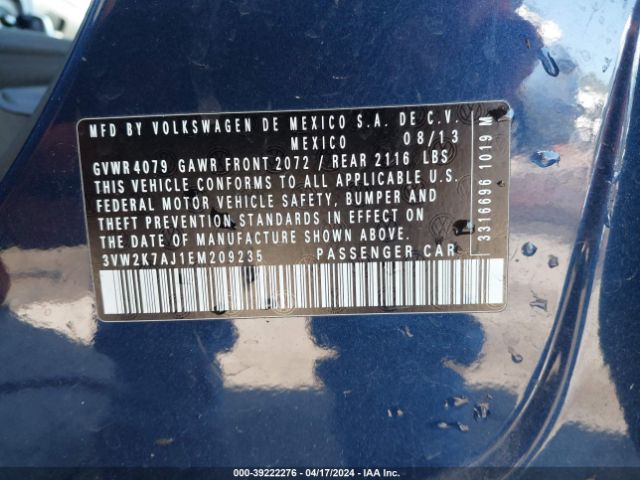 MFD BY VOLKSWAGEN DE MEXICO S.A. DE C.V.
MEXICO 08/13
GVWR 4079 GAWR FRONT 2072 / REAR 2116 LBS
THIS VEHICLE CONFORMS TO ALL APPLICABLE U.S.
FEDERAL MOTOR VEHICLE SAFETY, BUMPER AND
THEFT PREVENTION STANDARDS IN EFFECT ON
THE DATE OF MANUFACTURE SHOWN ABOVE.
3VW2K7AJ1EM209235 PASSENGER CAR
3316696 1019 M
000-39222276 - 04/17/2024 - IAA Inc.